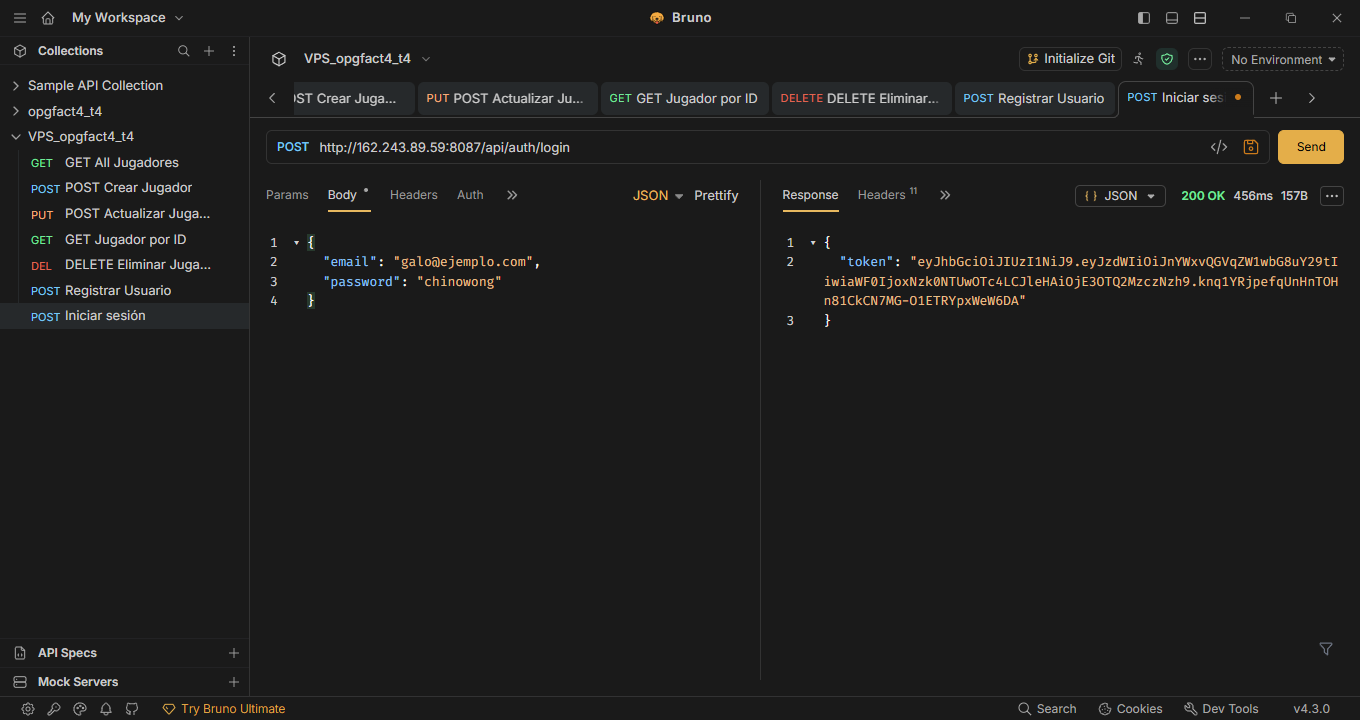 My Workspace
Bruno
Collections
Sample API Collection
opgfact4_t4
VPS_opgfact4_t4
GET GET All Jugadores
POST POST Crear Jugador
PUT POST Actualizar Juga...
GET GET Jugador por ID
DEL DELETE Eliminar Juga...
POST Registrar Usuario
POST Iniciar sesión
API Specs
Mock Servers
VPS_opgfact4_t4
Initialize Git
No Environment
OST Crear Juga...
PUT POST Actualizar Ju...
GET GET Jugador por ID
DELETE DELETE Eliminar...
POST Registrar Usuario
POST Iniciar ses
POST http://162.243.89.59:8087/api/auth/login
</>
Send
Params Body Headers Auth
JSON Prettify
1 {
2 "email": "galo@ejemplo.com",
3 "password": "chinowong"
4 }
Response Headers 11
{ } JSON 200 OK 456ms 157B
1 {
2 "token": "eyJhbGciOiJIUzI1NiJ9.eyJzdWIiOiJnYWxvQGVqZW1wbG8uY29tI
iwiaWF0IjoxNzk0NTUwOTc4LCJleHAiOjE3OTQ2MzczNzh9.knq1YRjpefqUnHnTOH
n81CkCN7MG-O1ETRYpxWeW6DA"
3 }
Try Bruno Ultimate
Search
Cookies
Dev Tools
v4.3.0